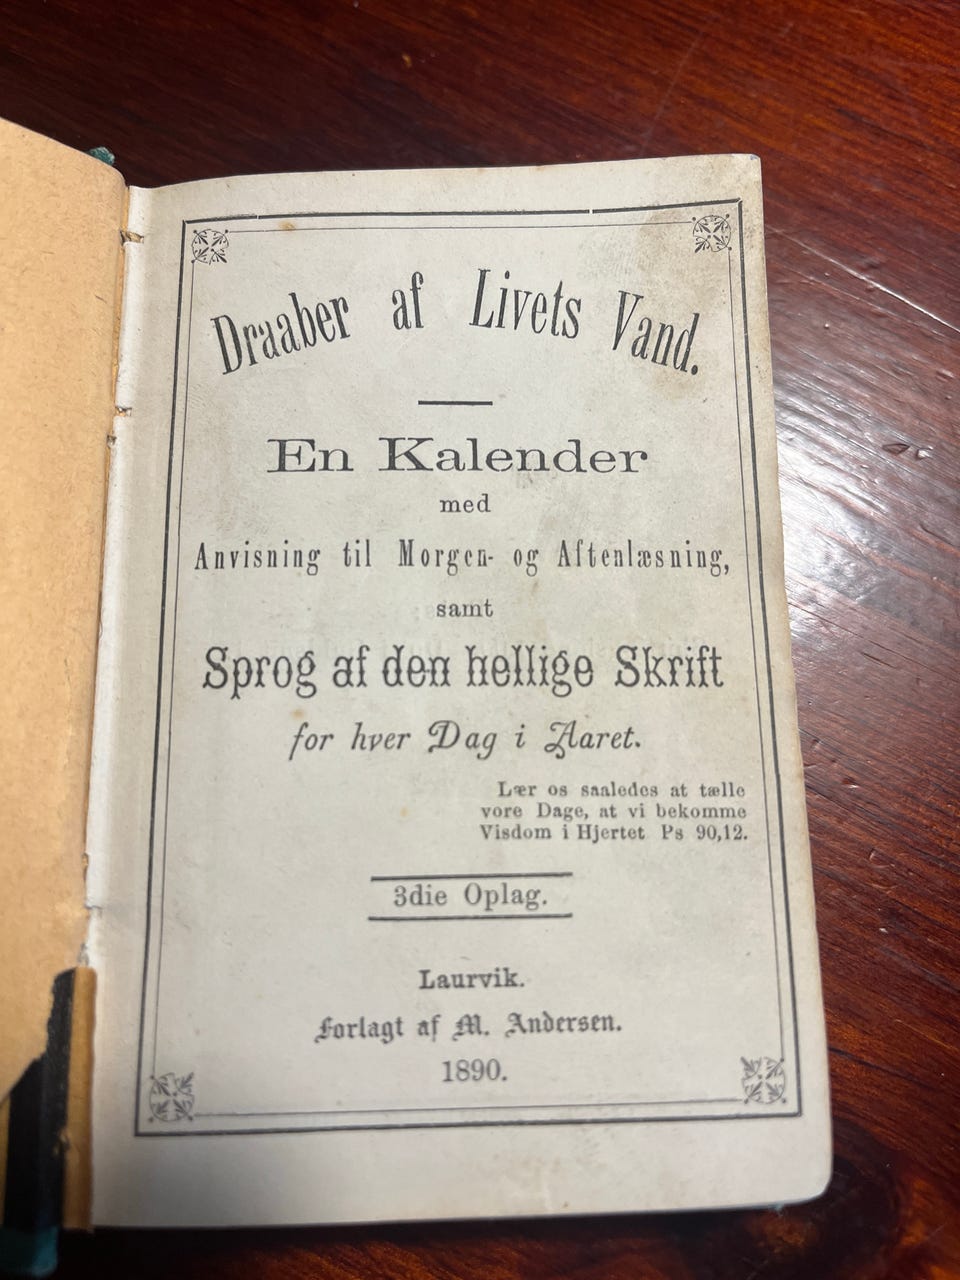 Draaber af Livets Vand.
En Kalender
med
Anvisning til Morgen- og Aftenlæsning,
samt
Sprog af den hellige Skrift
for hver Dag i Aaret.
Lær os saaledes at tælle
vore Dage, at vi bekomme
Visdom i Hjertet Ps 90,12.
3die Oplag.
Laurvik.
Forlagt af M. Andersen.
1890.